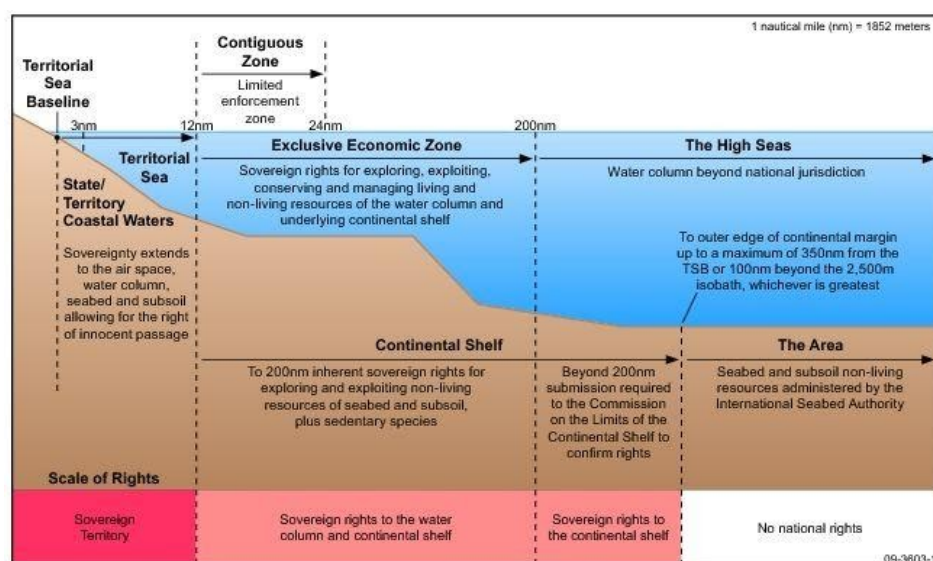 1 nautical mile (nm) = 1852 meters
Contiguous
Zone
Limited
enforcement
zone
Territorial
Sea
Baseline
3nm
12nm
24nm
200nm
Territorial
Sea
State/
Territory
Coastal Waters
Sovereignty extends
to the air space,
water column,
seabed and subsoil
allowing for the right
of innocent passage
Exclusive Economic Zone
Sovereign rights for exploring, exploiting,
conserving and managing living and
non-living resources of the water column and
underlying continental shelf
The High Seas
Water column beyond national jurisdiction
To outer edge of continental margin
up to a maximum of 350nm from the
TSB or 100nm beyond the 2,500m
isobath, whichever is greatest
Continental Shelf
To 200nm inherent sovereign rights for
exploring and exploiting non-living
resources of seabed and subsoil,
plus sedentary species
Beyond 200nm
submission required
to the Commission
on the Limits of the
Continental Shelf to
confirm rights
The Area
Seabed and subsoil non-living
resources administered by the
International Seabed Authority
Scale of Rights
Sovereign
Territory
Sovereign rights to the water
column and continental shelf
Sovereign rights to
the continental shelf
No national rights